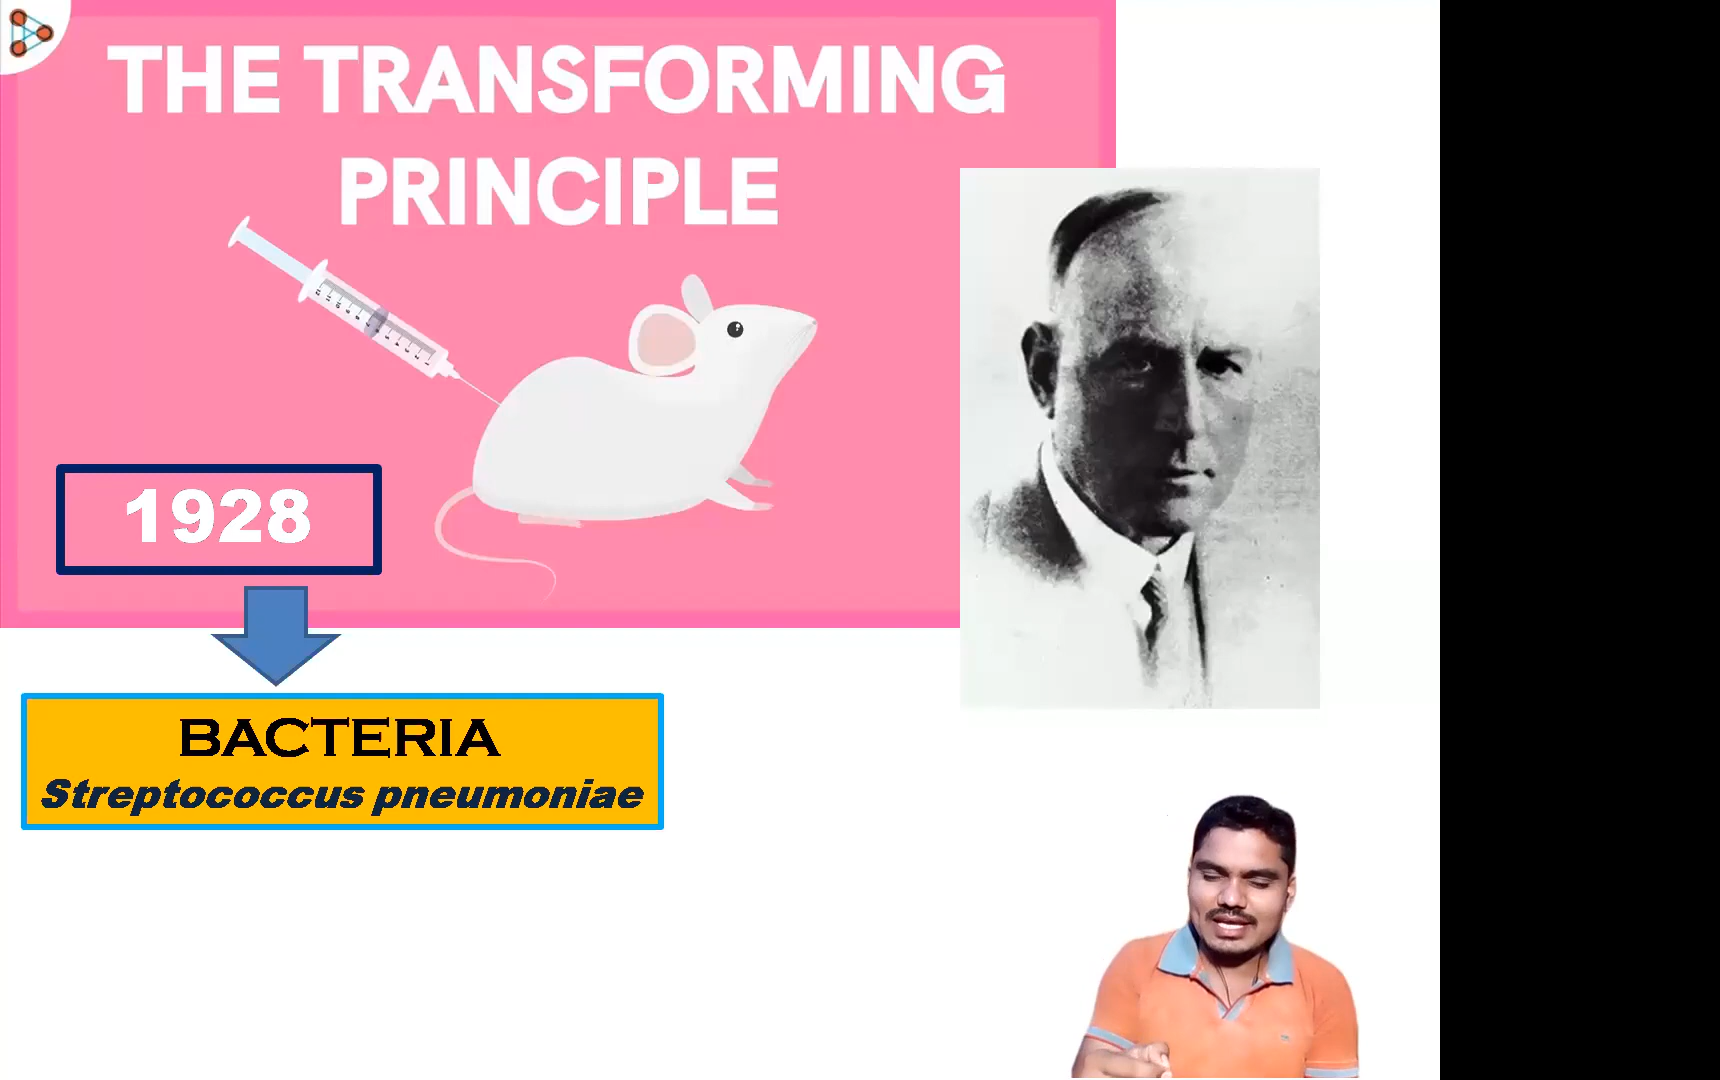 THE TRANSFORMING
PRINCIPLE
1928
BACTERIA
Streptococcus pneumoniae